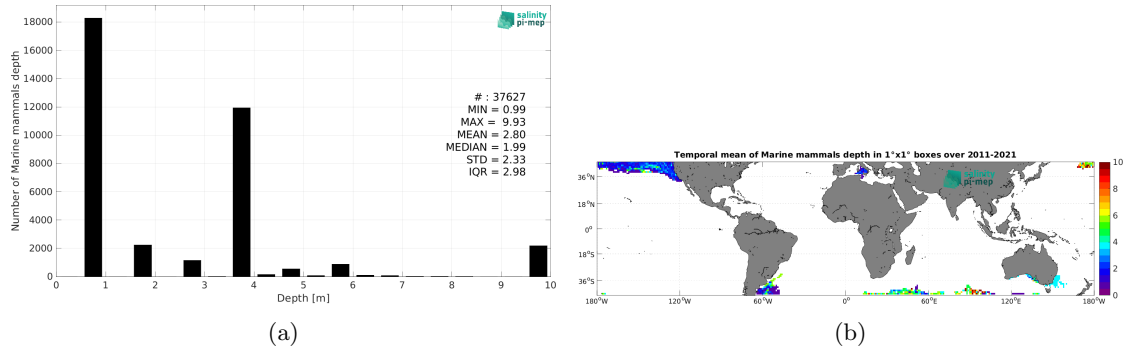 18000
16000
14000
12000
10000
8000
6000
4000
2000
0
Number of Marine mammals depth
salinity
pi-mep
# : 37627
MIN = 0.99
MAX = 9.93
MEAN = 2.80
MEDIAN = 1.99
STD = 2.33
IQR = 2.98
0 1 2 3 4 5 6 7 8 9 10
Depth [m]
(a)
Temporal mean of Marine mammals depth in 1°x1° boxes over 2011-2021
salinity
pi-mep
36°N
18°N
0°
18°S
36°S
180°W 120°W 60°W 0° 60°E 120°E 180°W
10
8
6
4
2
0
(b)